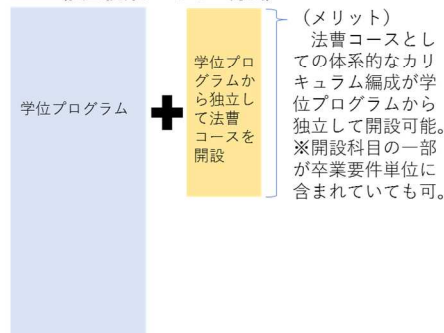 学位プログラム
学位プロ
グラムか
ら独立し
て法曹
コースを
開設
（メリット）
　法曹コースとし
ての体系的なカリ
キュラム編成が学
位プログラムから
独立して開設可能。
※開設科目の一部
が卒業要件単位に
含まれていても可。